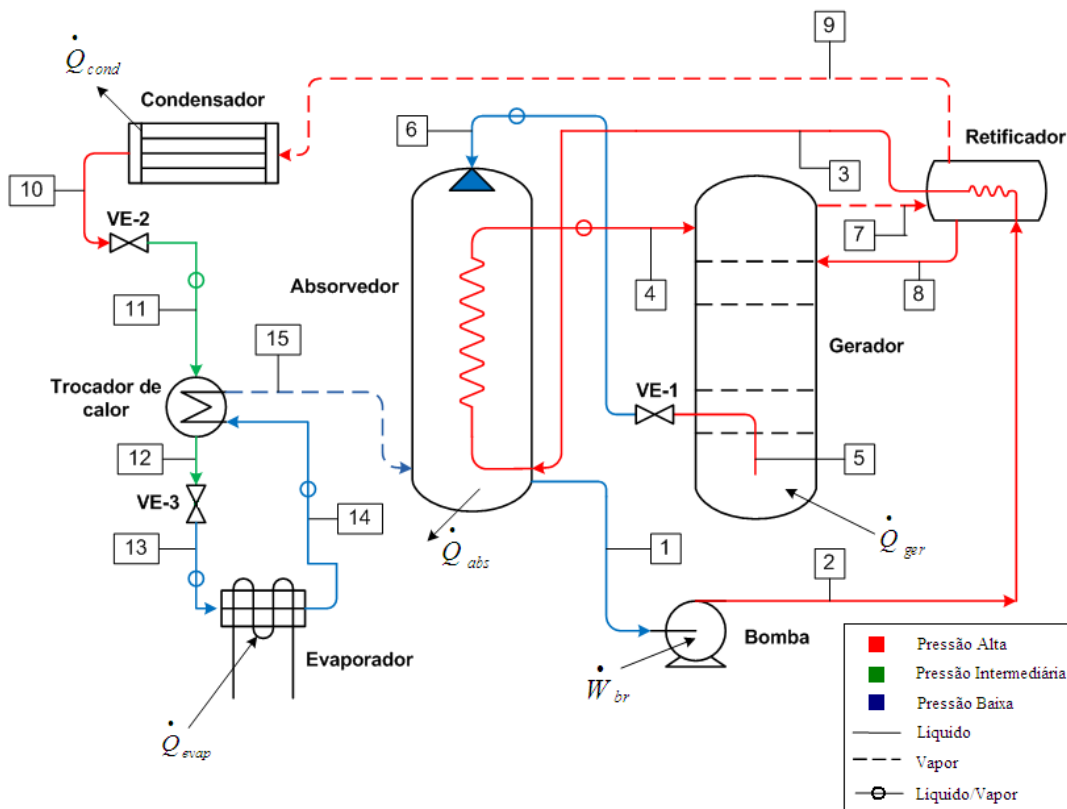 9
Q̇ cond
Condensador
6
Retificador
3
10
VE-2
7
4
8
Absorvedor
11
15
Gerador
Trocador de
calor
VE-1
12
5
VE-3
14
Q̇ ger
13
Q̇ abs
1
2
Bomba
Evaporador
Ẇ br
Q̇ evap
Pressão Alta
Pressão Intermediária
Pressão Baixa
Líquido
Vapor
Líquido/Vapor